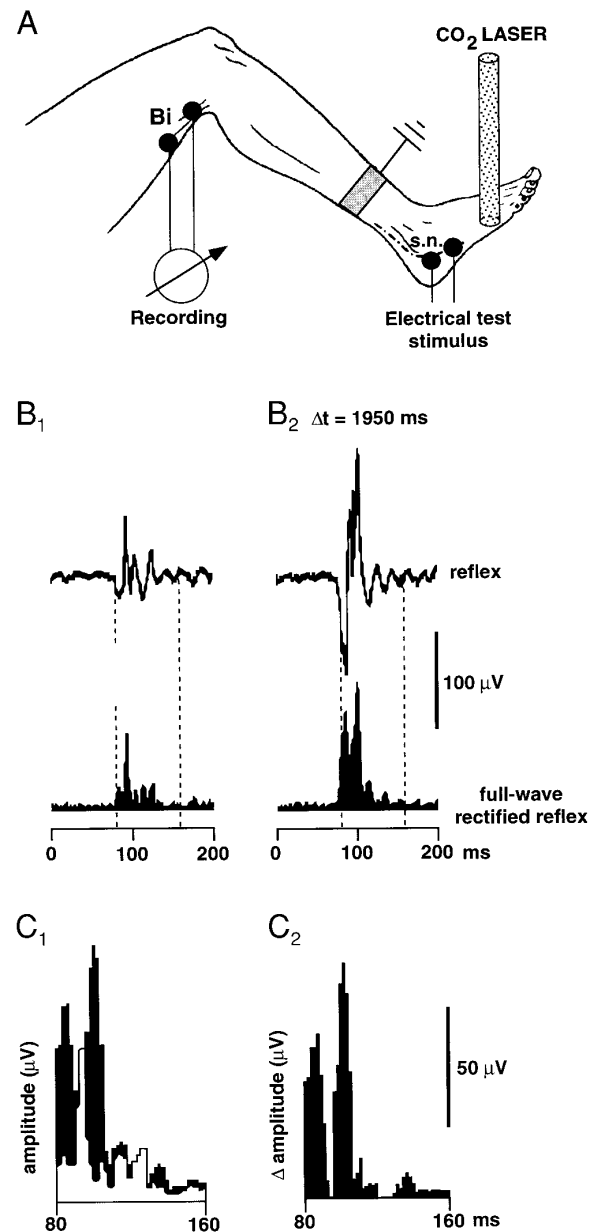 A
CO2 LASER
Bi
s.n.
Recording
Electrical test
stimulus
B1
B2 Δt = 1950 ms
reflex
100 μV
full-wave
rectified reflex
0 100 200
0 100 200 ms
C1
C2
amplitude (μV)
Δ amplitude (μV)
50 μV
80 160
80 160 ms